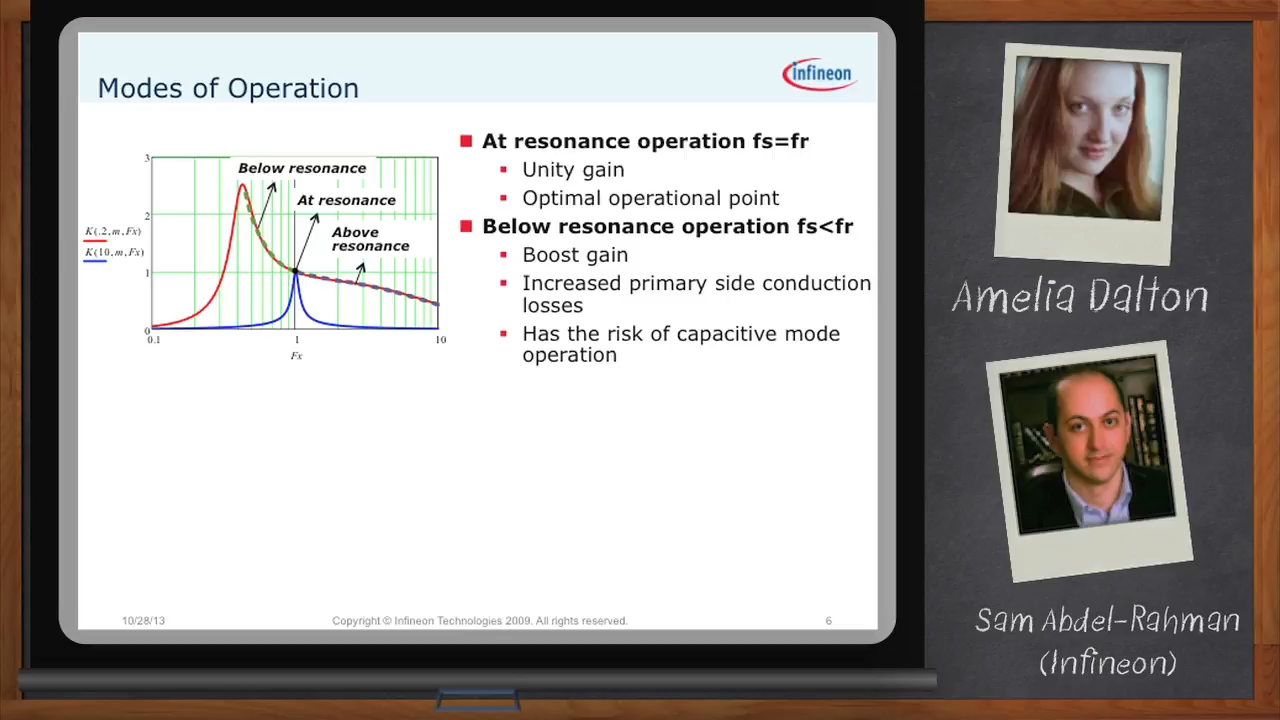 Modes of Operation
infineon
3
2
1
0
0.1
1
10
Fx
K(.2,m,Fx)
K(10,m,Fx)
Below resonance
At resonance
Above
resonance
At resonance operation fs=fr
Unity gain
Optimal operational point
Below resonance operation fs<fr
Boost gain
Increased primary side conduction
losses
Has the risk of capacitive mode
operation
10/28/13
Copyright © Infineon Technologies 2009. All rights reserved.
6
Amelia Dalton
Sam Abdel-Rahman
(Infineon)